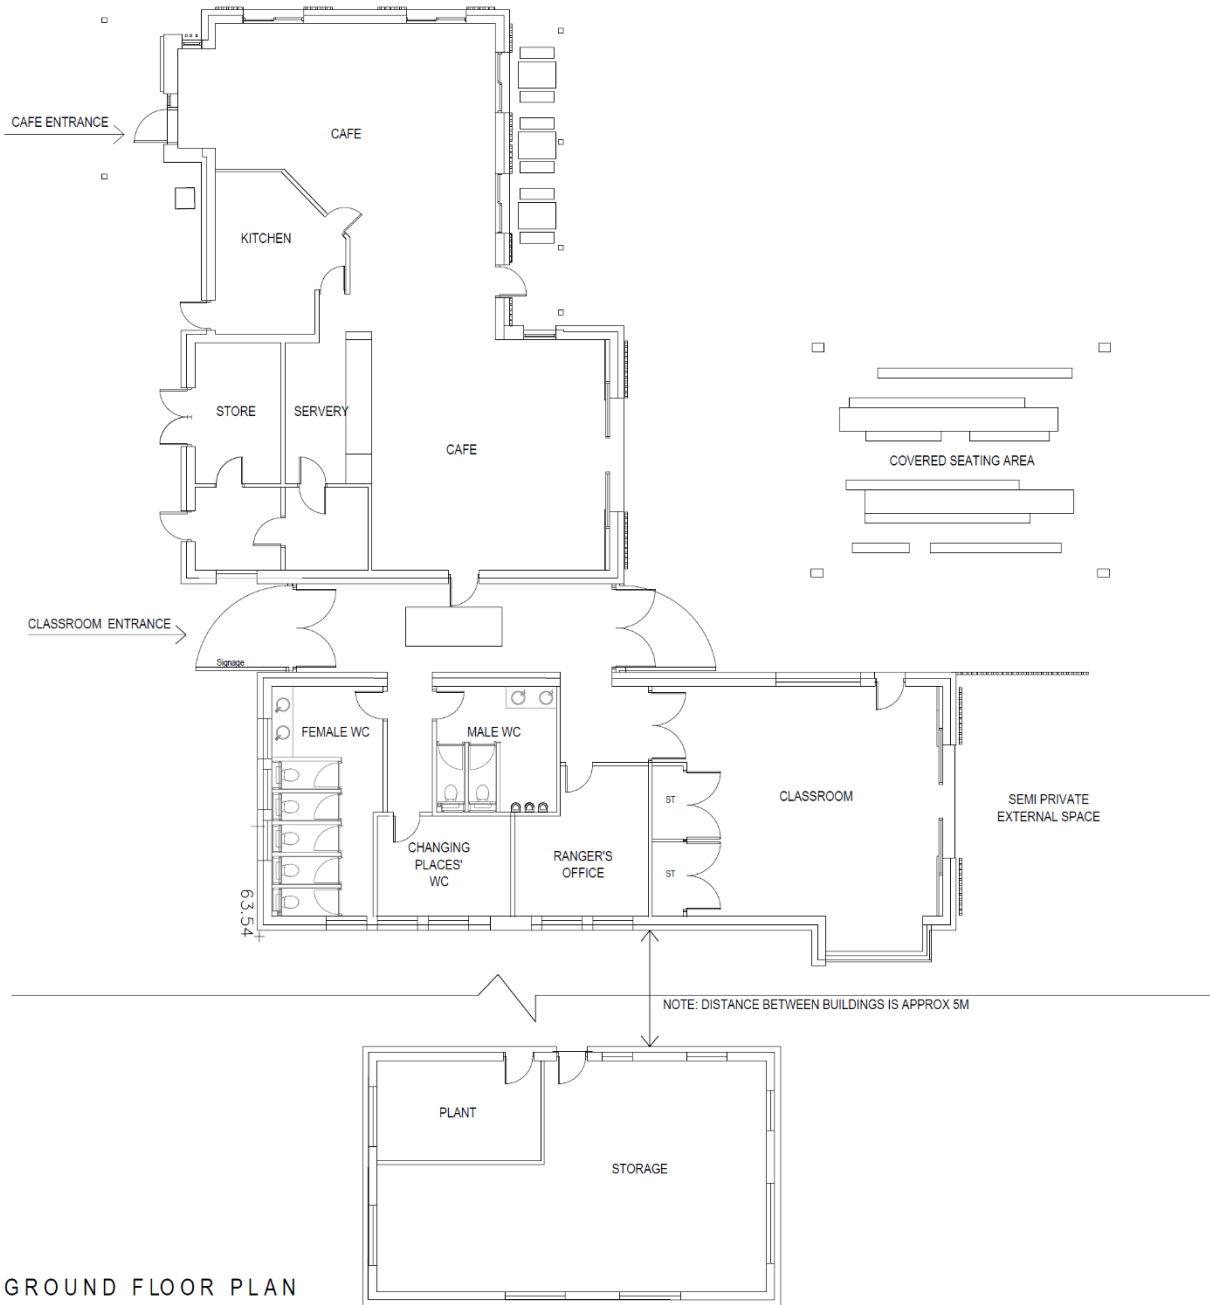 CAFE ENTRANCE
CAFE
KITCHEN
STORE
SERVERY
CAFE
COVERED SEATING AREA
CLASSROOM ENTRANCE
Signage
FEMALE WC
MALE WC
ST
CLASSROOM
SEMI PRIVATE
EXTERNAL SPACE
CHANGING
PLACES'
WC
RANGER'S
OFFICE
ST
63.54
NOTE: DISTANCE BETWEEN BUILDINGS IS APPROX 5M
PLANT
STORAGE
GROUND FLOOR PLAN